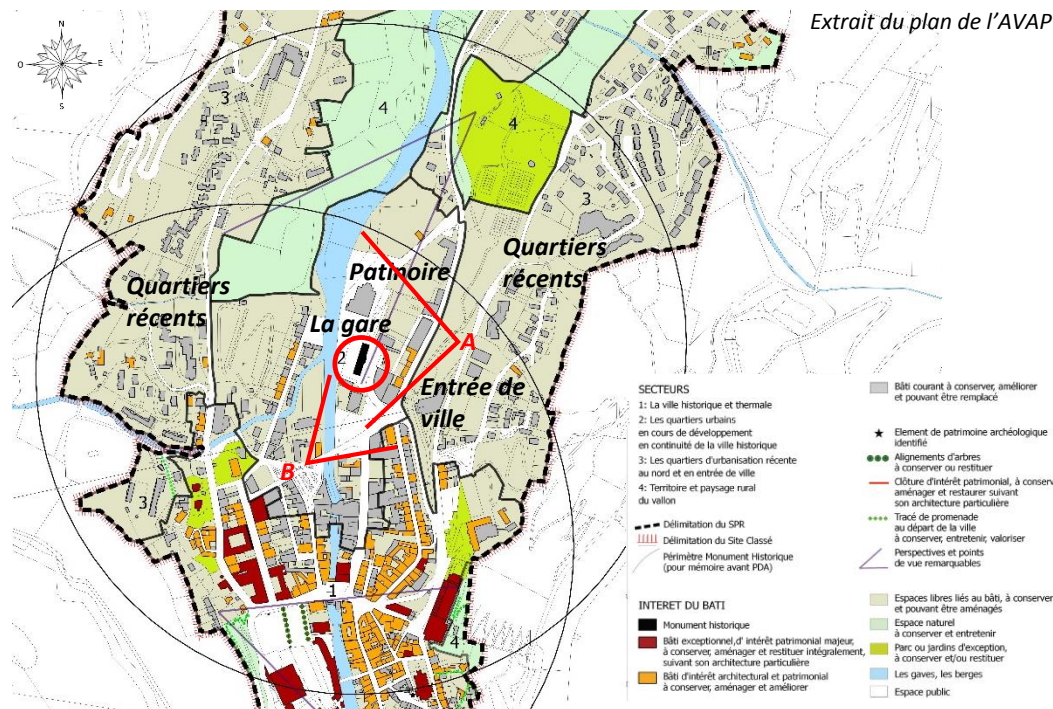 Extrait du plan de l'AVAP
N
O
E
S
3
4
4
3
Quartiers
récents
Patinoire
Quartiers
récents
La gare
A
2
Entrée de
ville
B
3
1
4
SECTEURS
1: La ville historique et thermale
2: Les quartiers urbains
en cours de développement
en continuité de la ville historique
3: Les quartiers d'urbanisation récente
au nord et en entrée de ville
4: Territoire et paysage rural
du vallon
Délimitation du SPR
Délimitation du Site Classé
Périmètre Monument Historique
(pour mémoire avant PDA)
INTERET DU BATI
Monument historique
Bâti exceptionnel,d' intérêt patrimonial majeur,
à conserver, aménager et restituer intégralement,
suivant son architecture particulière
Bâti d'intérêt architectural et patrimonial
à conserver, aménager et améliorer
Bâti courant à conserver, améliorer
et pouvant être remplacé
Element de patrimoine archéologique
identifié
Alignements d'arbres
à conserver ou restituer
Clôture d'intérêt patrimonial, à conserv
aménager et restaurer suivant
son architecture particulière
Tracé de promenade
au départ de la ville
à conserver, entretenir, valoriser
Perspectives et points
de vue remarquables
Espaces libres liés au bâti, à conserver
et pouvant être aménagés
Espace naturel
à conserver et entretenir
Parc ou jardins d'exception,
à conserver et/ou restituer
Les gaves, les berges
Espace public